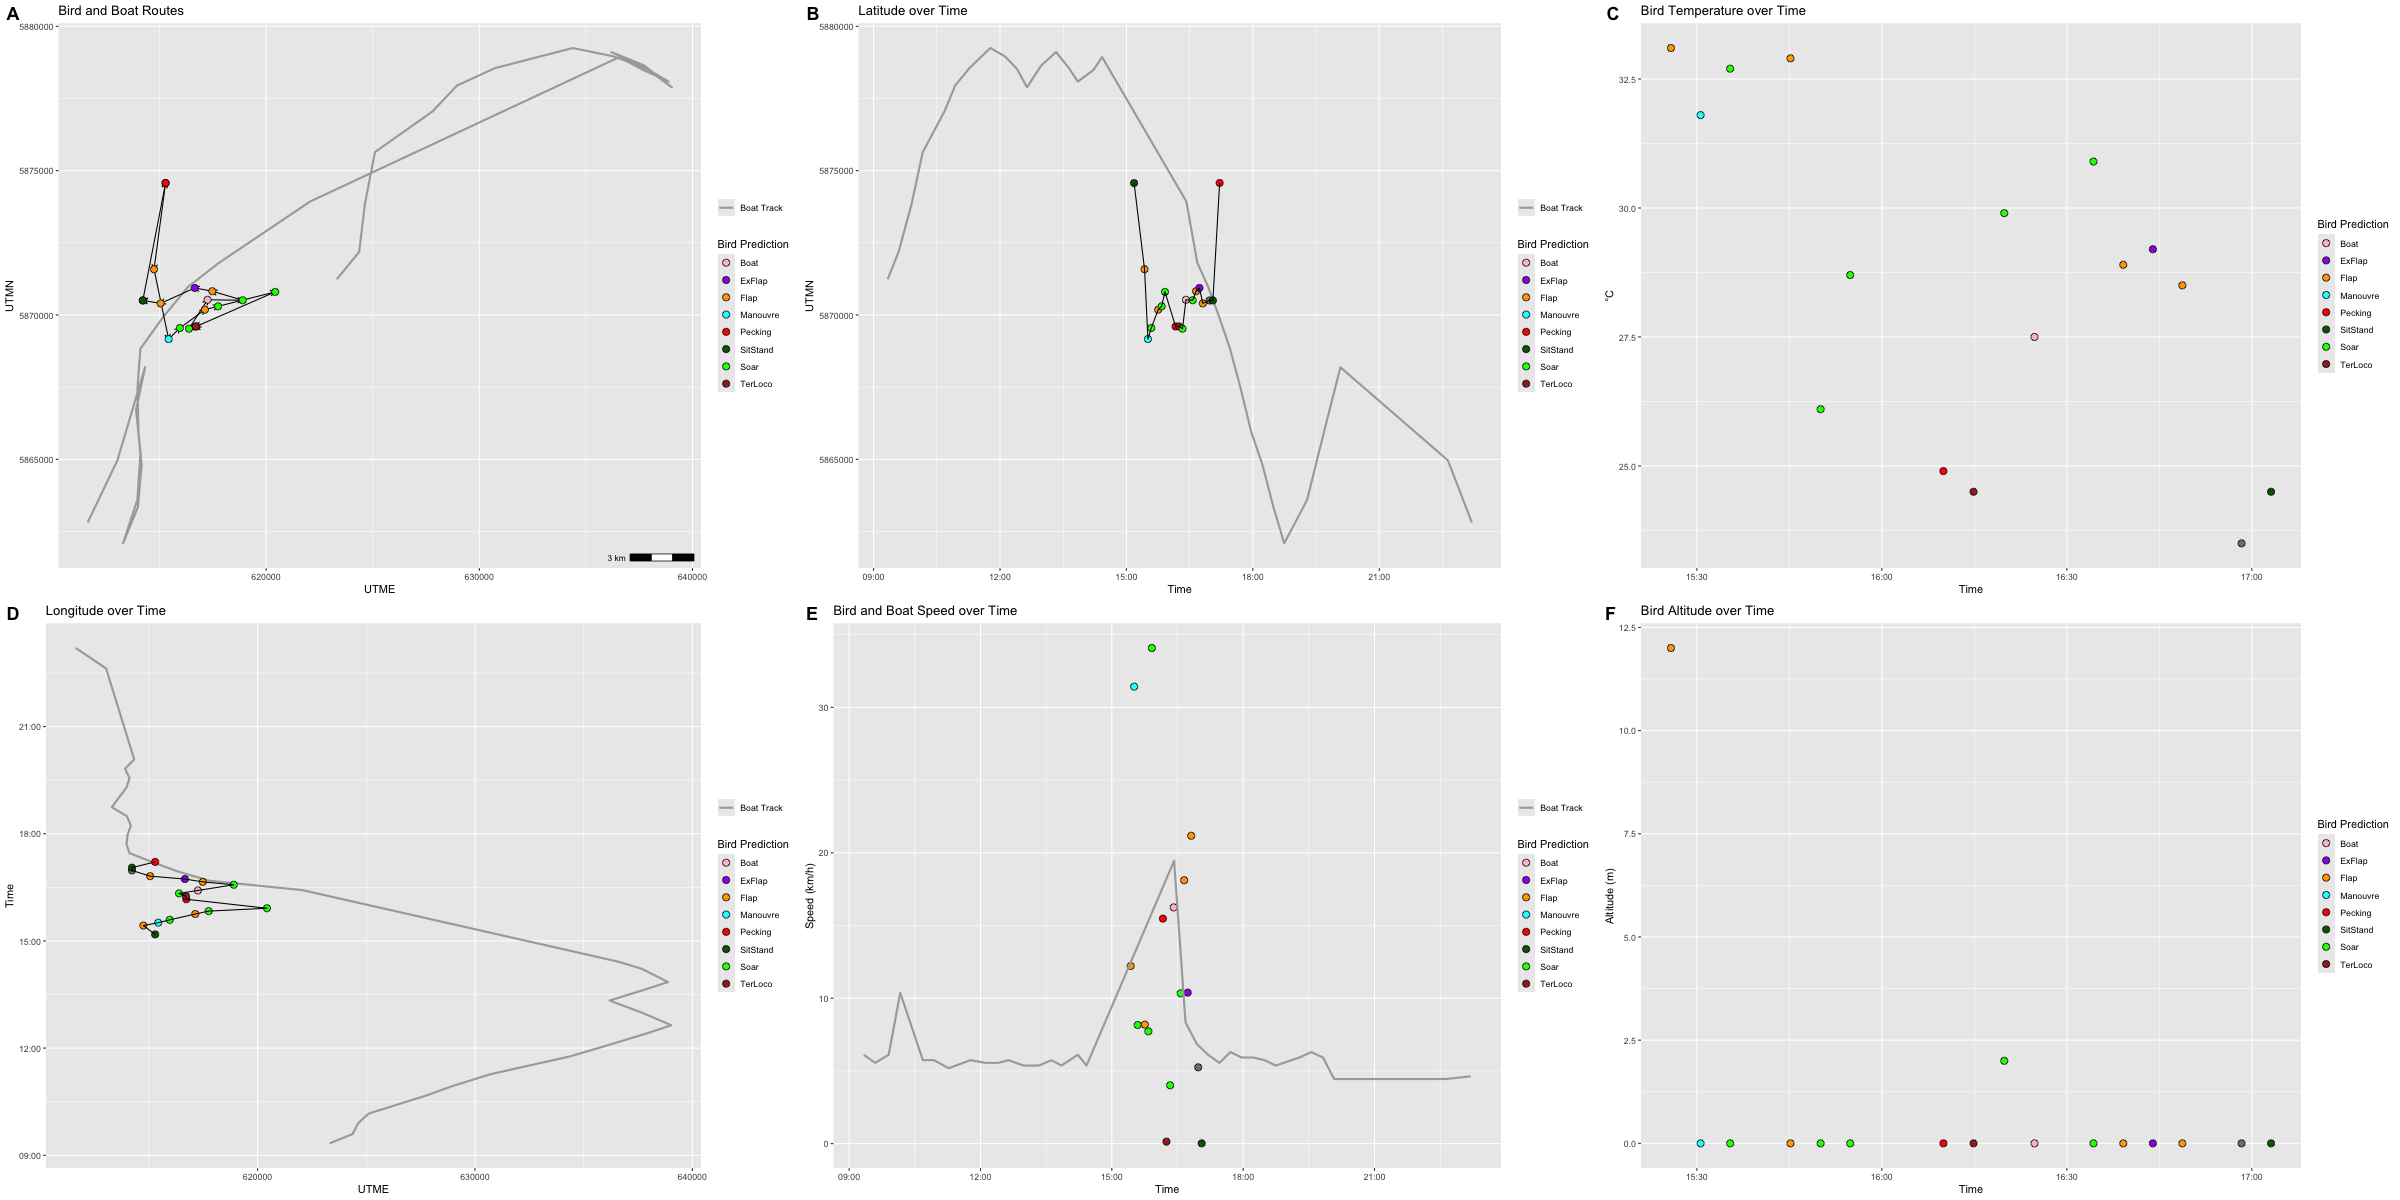 A Bird and Boat Routes
5880000
5875000
5870000
5865000
UTMN
620000
630000
640000
UTME
3 km
Boat Track
Bird Prediction
Boat
ExFlap
Flap
Manouvre
Pecking
SitStand
Soar
TerLoco
B Latitude over Time
5880000
5875000
5870000
5865000
UTMN
09:00
12:00
15:00
18:00
21:00
Time
Boat Track
Bird Prediction
Boat
ExFlap
Flap
Manouvre
Pecking
SitStand
Soar
TerLoco
C Bird Temperature over Time
32.5
30.0
27.5
25.0
°C
15:30
16:00
16:30
17:00
Time
Bird Prediction
Boat
ExFlap
Flap
Manouvre
Pecking
SitStand
Soar
TerLoco
D Longitude over Time
21:00
18:00
15:00
12:00
09:00
Time
620000
630000
640000
UTME
Boat Track
Bird Prediction
Boat
ExFlap
Flap
Manouvre
Pecking
SitStand
Soar
TerLoco
E Bird and Boat Speed over Time
30
20
10
0
Speed (km/h)
09:00
12:00
15:00
18:00
21:00
Time
Boat Track
Bird Prediction
Boat
ExFlap
Flap
Manouvre
Pecking
SitStand
Soar
TerLoco
F Bird Altitude over Time
12.5
10.0
7.5
5.0
2.5
0.0
Altitude (m)
15:30
16:00
16:30
17:00
Time
Bird Prediction
Boat
ExFlap
Flap
Manouvre
Pecking
SitStand
Soar
TerLoco